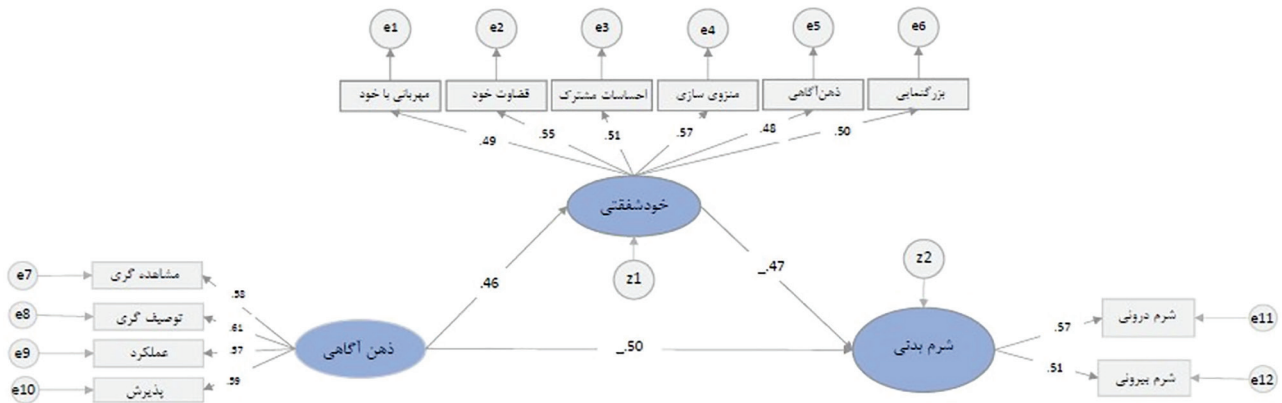 e1
e2
e3
e4
e5
e6
مهربانی با خود
قضاوت خود
احساسات مشترک
منزوی سازی
ذهن‌آگاهی
بزرگنمایی
.49
.55
.51
.57
.48
.50
خودشفقتی
z1
z2
.46
_.47
_.50
e7
مشاهده گری
.58
e8
توصیف گری
.61
e9
عملکرد
.57
e10
پذیرش
.59
ذهن آگاهی
شرم بدنی
.57
شرم درونی
e11
.51
شرم بیرونی
e12